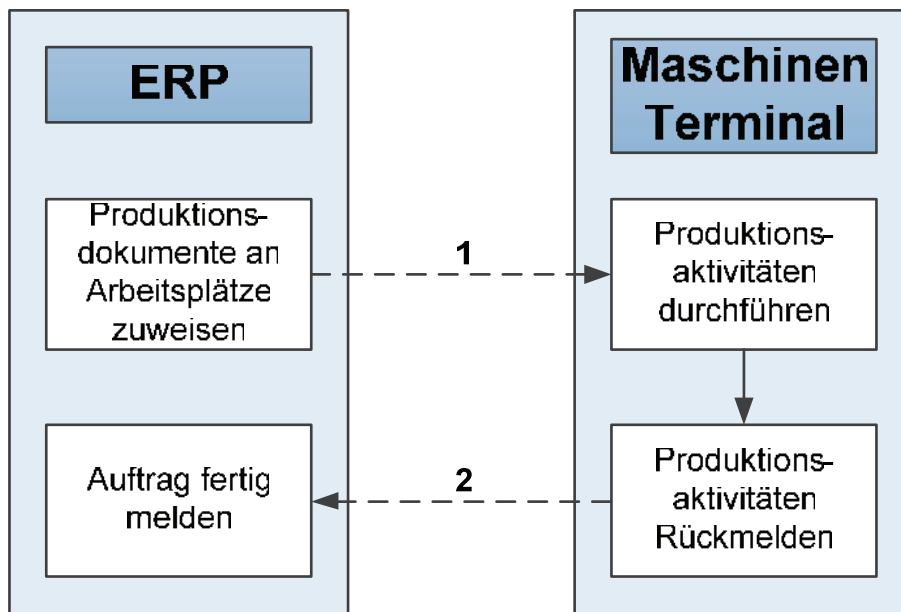 ERP
Produktions-
dokumente an
Arbeitsplätze
zuweisen
Auftrag fertig
melden
1
2
Maschinen
Terminal
Produktions-
aktivitäten
durchführen
Produktions-
aktivitäten
Rückmelden